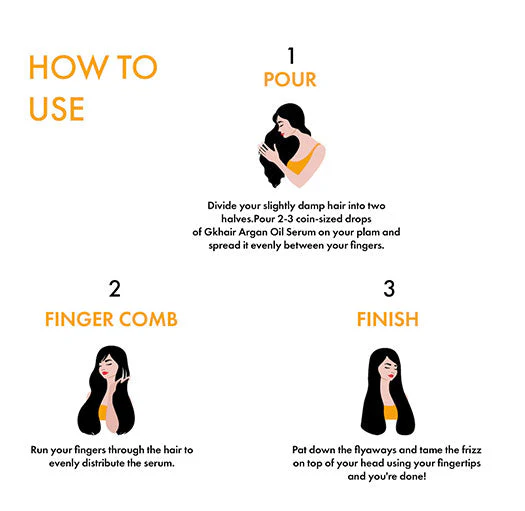 HOW TO
USE
1
POUR
Divide your slightly damp hair into two
halves.Pour 2-3 coin-sized drops
of Gkhair Argan Oil Serum on your plam and
spread it evenly between your fingers.
2
FINGER COMB
Run your fingers through the hair to
evenly distribute the serum.
3
FINISH
Pat down the flyaways and tame the frizz
on top of your head using your fingertips
and you're done!